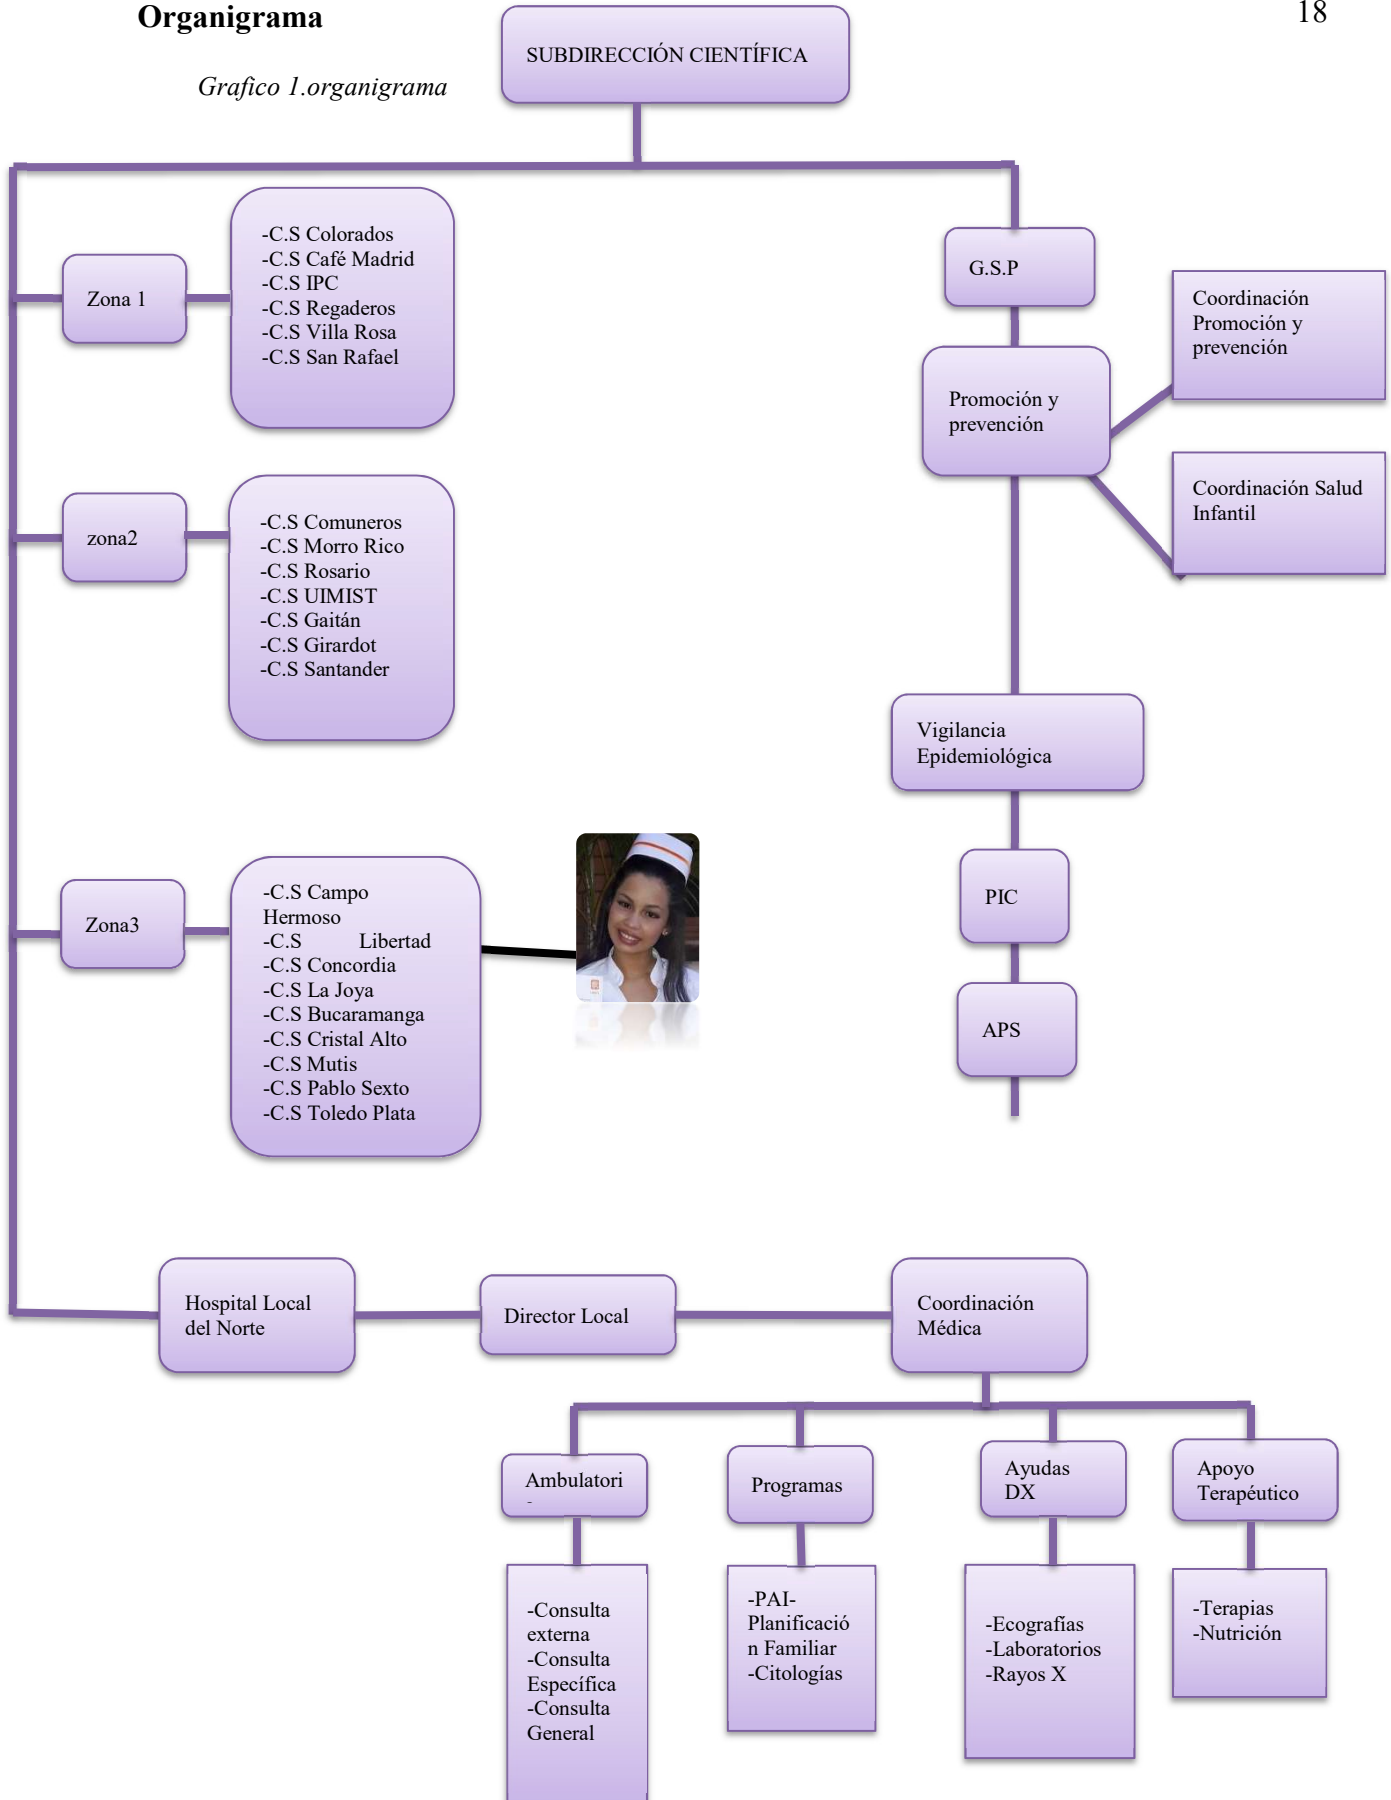 Organigrama
18
Grafico 1.organigrama
SUBDIRECCIÓN CIENTÍFICA
Zona 1
-C.S Colorados
-C.S Café Madrid
-C.S IPC
-C.S Regaderos
-C.S Villa Rosa
-C.S San Rafael
zona2
-C.S Comuneros
-C.S Morro Rico
-C.S Rosario
-C.S UIMIST
-C.S Gaitán
-C.S Girardot
-C.S Santander
Zona3
-C.S Campo
Hermoso
-C.S Libertad
-C.S Concordia
-C.S La Joya
-C.S Bucaramanga
-C.S Cristal Alto
-C.S Mutis
-C.S Pablo Sexto
-C.S Toledo Plata
G.S.P
Promoción y
prevención
Coordinación
Promoción y
prevención
Coordinación Salud
Infantil
Vigilancia
Epidemiológica
PIC
APS
Hospital Local
del Norte
Director Local
Coordinación
Médica
Ambulatori
-Consulta
externa
-Consulta
Específica
-Consulta
General
Programas
-PAI-
Planificació
n Familiar
-Citologías
Ayudas
DX
-Ecografías
-Laboratorios
-Rayos X
Apoyo
Terapéutico
-Terapias
-Nutrición